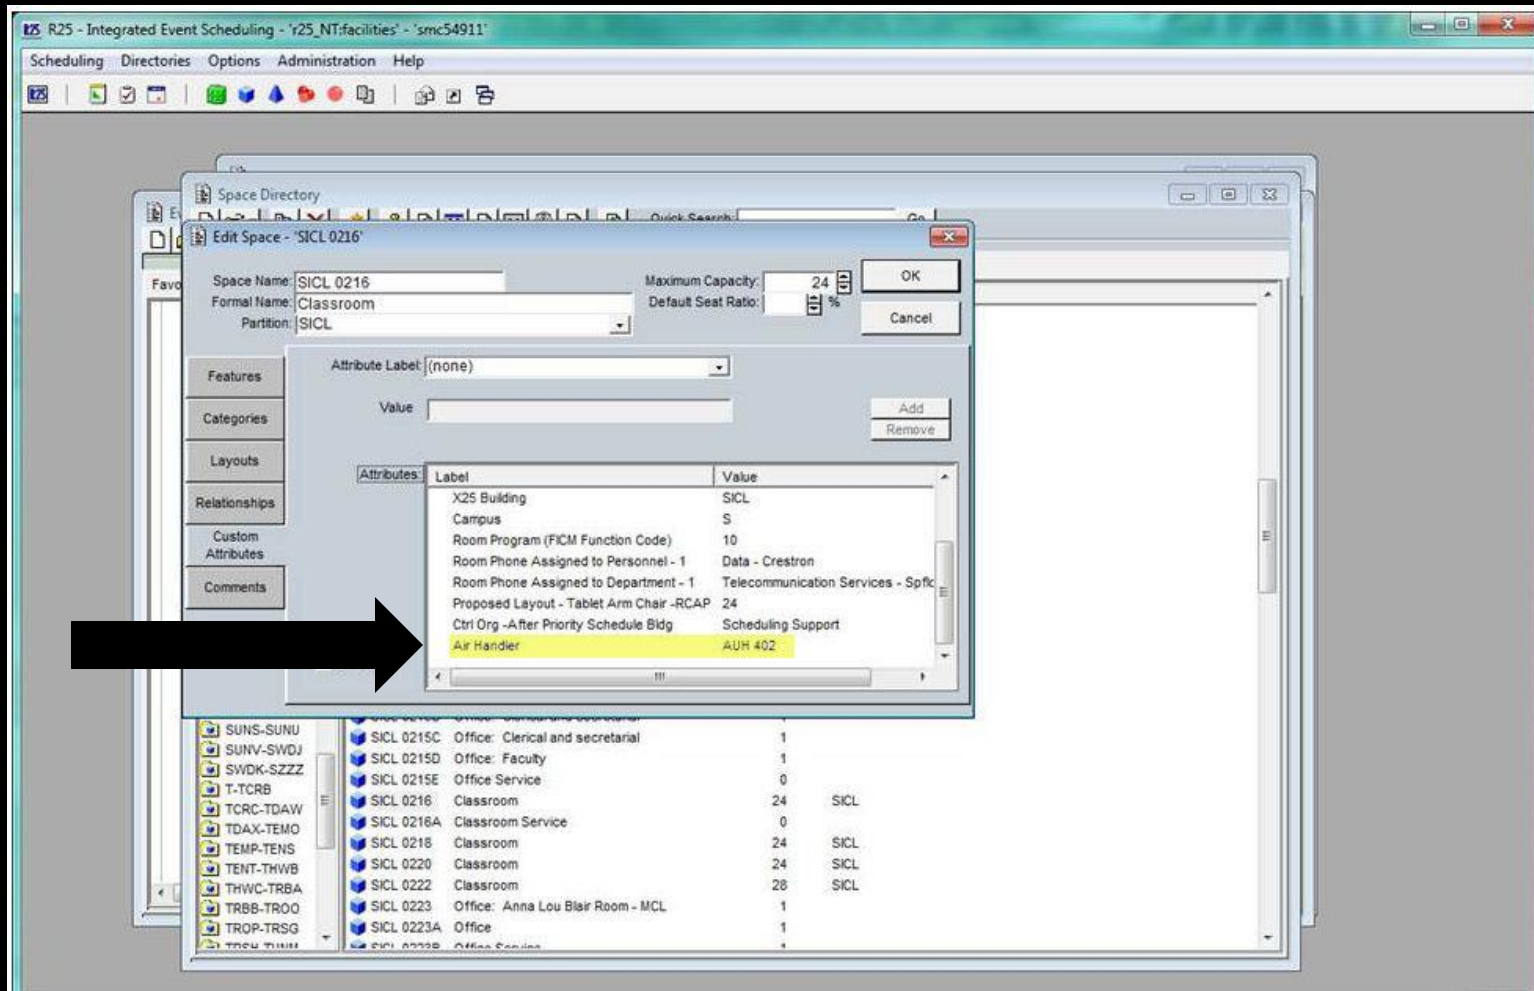 R25 - Integrated Event Scheduling - 'r25_NT:facilities' - 'smc54911'
Scheduling Directories Options Administration Help
Space Directory
Quick Search: Go
Edit Space - 'SICL 0216'
Favo
Space Name: SICL 0216
Maximum Capacity: 24
OK
Formal Name: Classroom
Default Seat Ratio: %
Partition: SICL
Cancel
Features
Attribute Label: (none)
Categories
Value
Add
Remove
Layouts
Attributes: Label Value
Relationships
X25 Building SICL
Campus S
Custom Attributes
Room Program (FICM Function Code) 10
Room Phone Assigned to Personnel - 1 Data - Crestron
Comments
Room Phone Assigned to Department - 1 Telecommunication Services - Spflc
Proposed Layout - Tablet Arm Chair -RCAP 24
Ctrl Org -After Priority Schedule Bldg Scheduling Support
Air Handler AUH 402
SUNS-SUNU
SUNV-SWDJ
SWDK-SZZZ
T-TCRB
TCRC-TDAW
TDAX-TEMO
TEMP-TENS
TENT-THWB
THWC-TRBA
TRBB-TROO
TROP-TRSG
SICL 0215C Office: Clerical and secretarial 1
SICL 0215D Office: Faculty 1
SICL 0215E Office Service 0
SICL 0216 Classroom 24 SICL
SICL 0216A Classroom Service 0
SICL 0218 Classroom 24 SICL
SICL 0220 Classroom 24 SICL
SICL 0222 Classroom 28 SICL
SICL 0223 Office: Anna Lou Blair Room - MCL 1
SICL 0223A Office 1